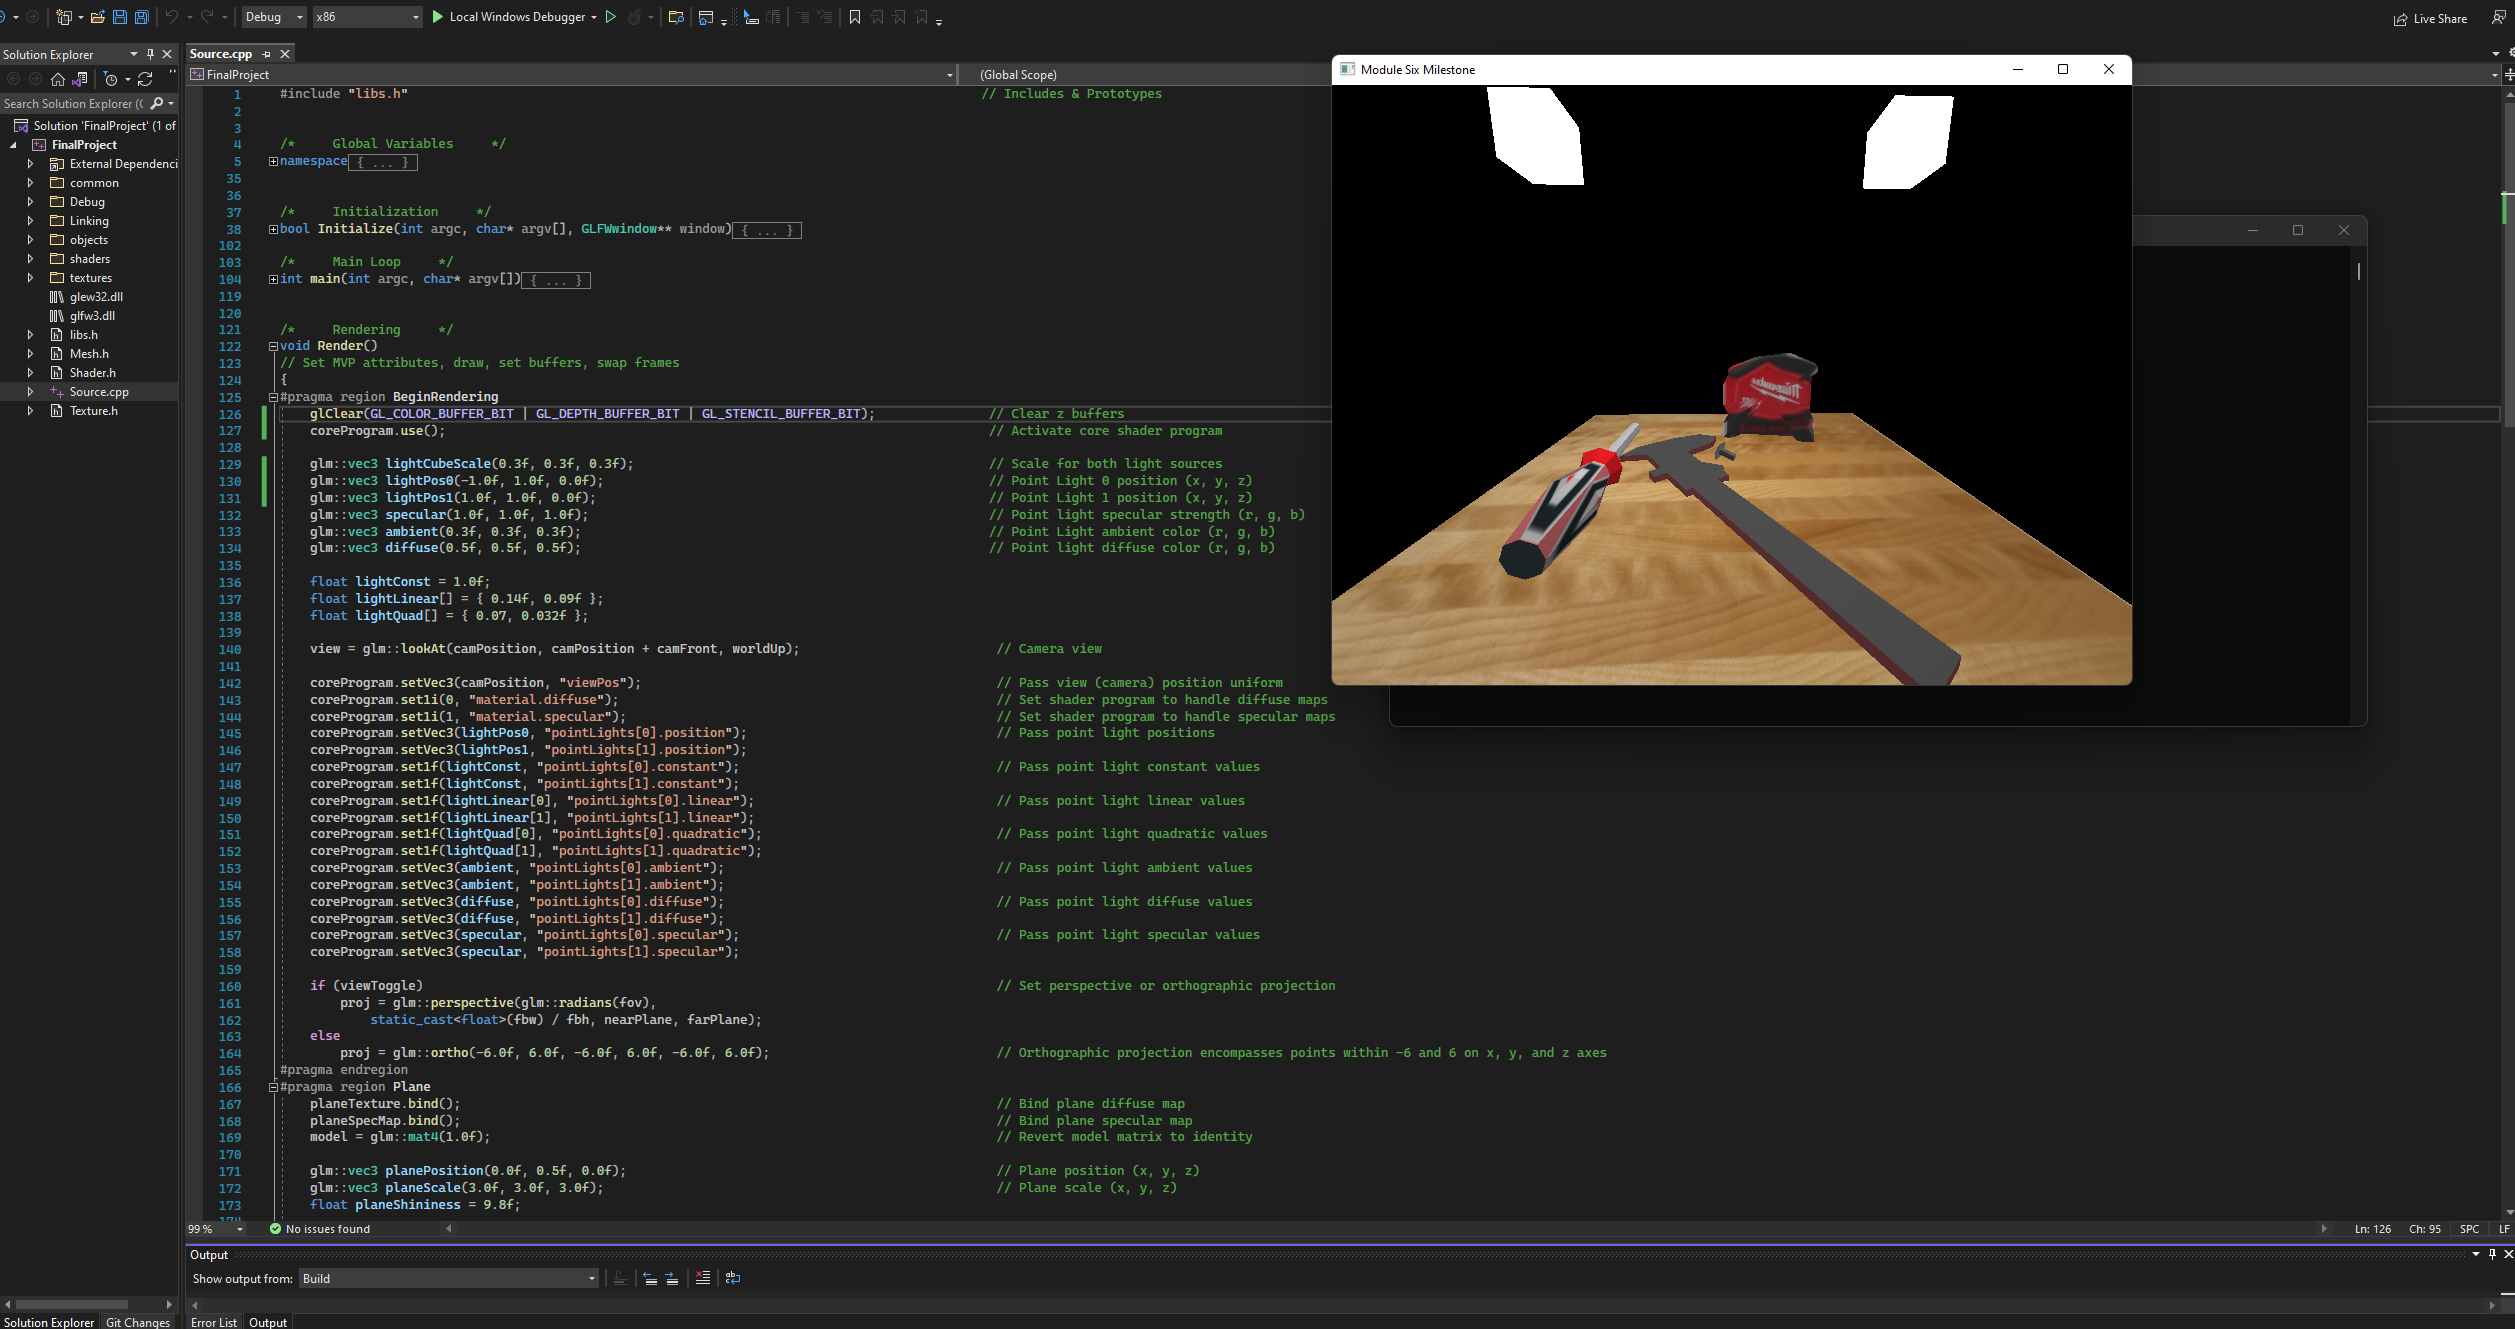 Debug
x86
Local Windows Debugger
Live Share
Solution Explorer
Search Solution Explorer (C
Solution 'FinalProject' (1 of
FinalProject
External Dependenci
common
Debug
Linking
objects
shaders
textures
glew32.dll
glfw3.dll
libs.h
Mesh.h
Shader.h
Source.cpp
Texture.h
Source.cpp
FinalProject
(Global Scope)
1 #include "libs.h" // Includes & Prototypes
2
3
4 /* Global Variables */
5 namespace { ... }
35
36
37 /* Initialization */
38 bool Initialize(int argc, char* argv[], GLFWwindow** window) { ... }
102
103 /* Main Loop */
104 int main(int argc, char* argv[]) { ... }
119
120
121 /* Rendering */
122 void Render()
123 // Set MVP attributes, draw, set buffers, swap frames
124 {
125 #pragma region BeginRendering
126 glClear(GL_COLOR_BUFFER_BIT | GL_DEPTH_BUFFER_BIT | GL_STENCIL_BUFFER_BIT); // Clear z buffers
127 coreProgram.use(); // Activate core shader program
128
129 glm::vec3 lightCubeScale(0.3f, 0.3f, 0.3f); // Scale for both light sources
130 glm::vec3 lightPos0(-1.0f, 1.0f, 0.0f); // Point Light 0 position (x, y, z)
131 glm::vec3 lightPos1(1.0f, 1.0f, 0.0f); // Point Light 1 position (x, y, z)
132 glm::vec3 specular(1.0f, 1.0f, 1.0f); // Point light specular strength (r, g, b)
133 glm::vec3 ambient(0.3f, 0.3f, 0.3f); // Point Light ambient color (r, g, b)
134 glm::vec3 diffuse(0.5f, 0.5f, 0.5f); // Point light diffuse color (r, g, b)
135
136 float lightConst = 1.0f;
137 float lightLinear[] = { 0.14f, 0.09f };
138 float lightQuad[] = { 0.07, 0.032f };
139
140 view = glm::lookAt(camPosition, camPosition + camFront, worldUp); // Camera view
141
142 coreProgram.setVec3(camPosition, "viewPos"); // Pass view (camera) position uniform
143 coreProgram.set1i(0, "material.diffuse"); // Set shader program to handle diffuse maps
144 coreProgram.set1i(1, "material.specular"); // Set shader program to handle specular maps
145 coreProgram.setVec3(lightPos0, "pointLights[0].position"); // Pass point light positions
146 coreProgram.setVec3(lightPos1, "pointLights[1].position");
147 coreProgram.set1f(lightConst, "pointLights[0].constant"); // Pass point light constant values
148 coreProgram.set1f(lightConst, "pointLights[1].constant");
149 coreProgram.set1f(lightLinear[0], "pointLights[0].linear"); // Pass point light linear values
150 coreProgram.set1f(lightLinear[1], "pointLights[1].linear");
151 coreProgram.set1f(lightQuad[0], "pointLights[0].quadratic"); // Pass point light quadratic values
152 coreProgram.set1f(lightQuad[1], "pointLights[1].quadratic");
153 coreProgram.setVec3(ambient, "pointLights[0].ambient"); // Pass point light ambient values
154 coreProgram.setVec3(ambient, "pointLights[1].ambient");
155 coreProgram.setVec3(diffuse, "pointLights[0].diffuse"); // Pass point light diffuse values
156 coreProgram.setVec3(diffuse, "pointLights[1].diffuse");
157 coreProgram.setVec3(specular, "pointLights[0].specular"); // Pass point light specular values
158 coreProgram.setVec3(specular, "pointLights[1].specular");
159
160 if (viewToggle) // Set perspective or orthographic projection
161 proj = glm::perspective(glm::radians(fov),
162 static_cast<float>(fbw) / fbh, nearPlane, farPlane);
163 else
164 proj = glm::ortho(-6.0f, 6.0f, -6.0f, 6.0f, -6.0f, 6.0f); // Orthographic projection encompasses points within -6 and 6 on x, y, and z axes
165 #pragma endregion
166 #pragma region Plane
167 planeTexture.bind(); // Bind plane diffuse map
168 planeSpecMap.bind(); // Bind plane specular map
169 model = glm::mat4(1.0f); // Revert model matrix to identity
170
171 glm::vec3 planePosition(0.0f, 0.5f, 0.0f); // Plane position (x, y, z)
172 glm::vec3 planeScale(3.0f, 3.0f, 3.0f); // Plane scale (x, y, z)
173 float planeShininess = 9.8f;
Module Six Milestone
99 %
No issues found
Ln: 126 Ch: 95 SPC LF
Output
Show output from: Build
Solution Explorer Git Changes
Error List Output